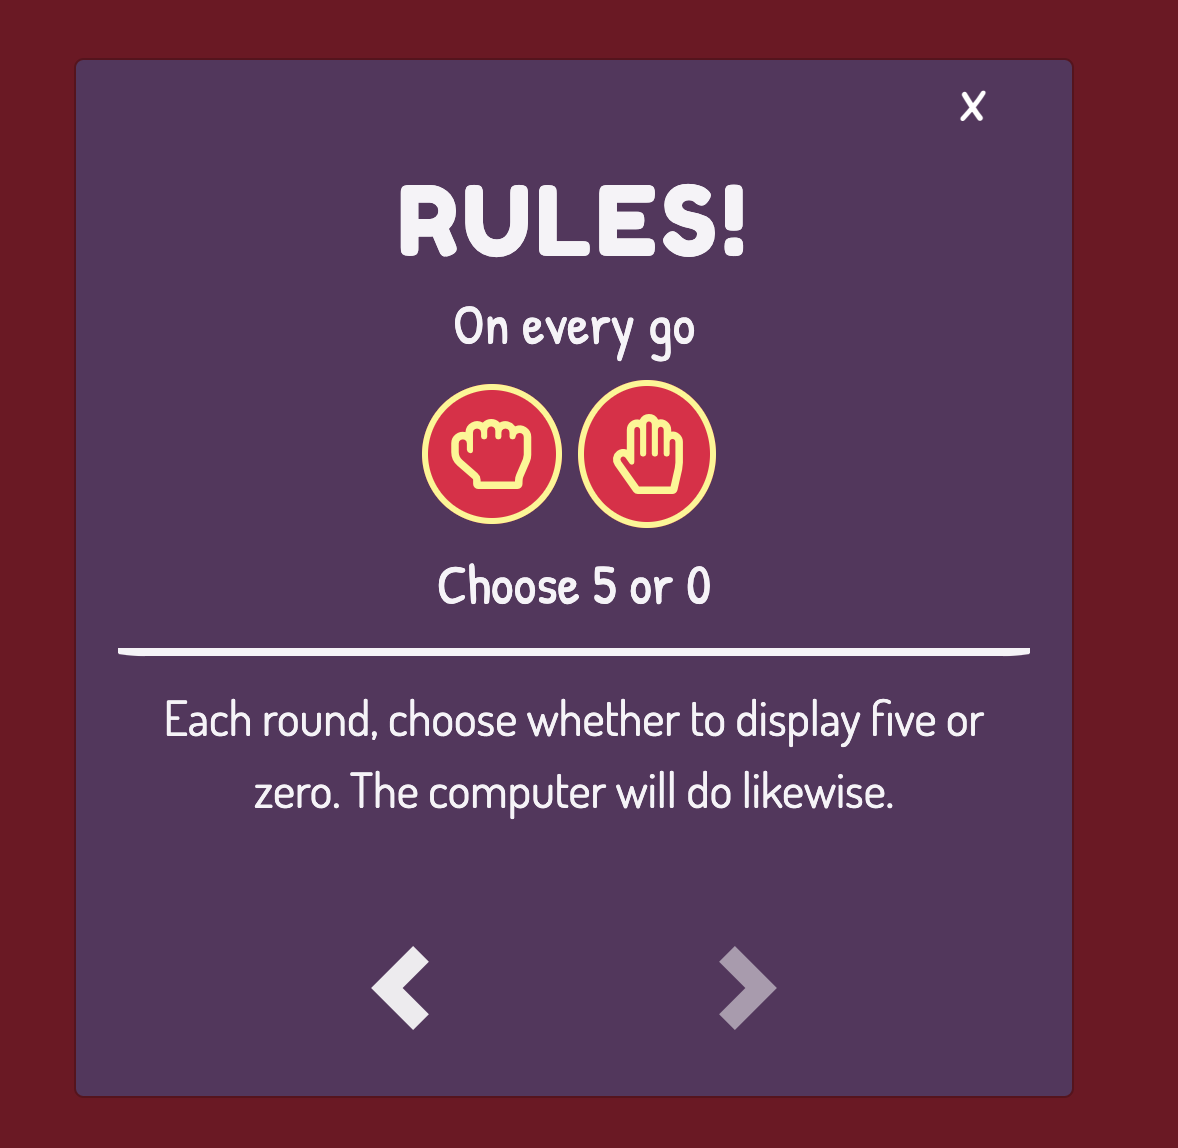 X
RULES!
On every go
Choose 5 or 0
Each round, choose whether to display five or
zero. The computer will do likewise.